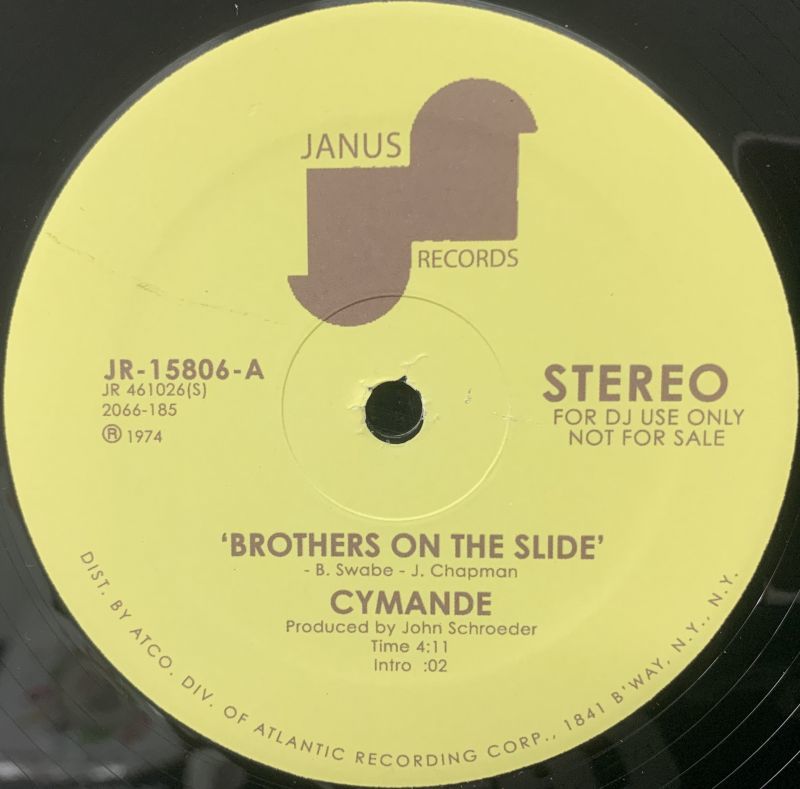 JANUS
RECORDS
JR-15806-A
JR 461026(S)
2066-185
Ⓡ 1974
STEREO
FOR DJ USE ONLY
NOT FOR SALE
‘BROTHERS ON THE SLIDE’
- B. Swabe - J. Chapman
CYMANDE
Produced by John Schroeder
Time 4:11
Intro :02
DIST. BY ATCO. DIV. OF ATLANTIC RECORDING CORP., 1841 B'WAY, N.Y., N.Y.